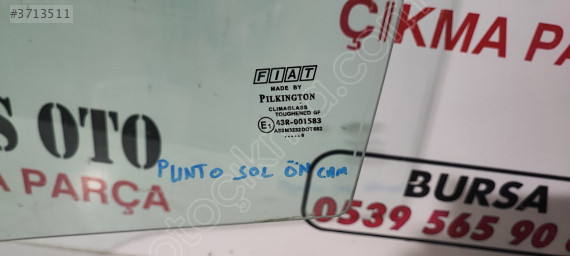 #3713511
ÇIKMA PA
FIAT
MADE BY
PILKINGTON
CLIMAGLASS
TOUGHENED GF
E1 43R-001583
AS2M3232DOT682
S OTO
A PARÇA
PUNTO SOL ÖN CAM
BURSA
0539 565 90